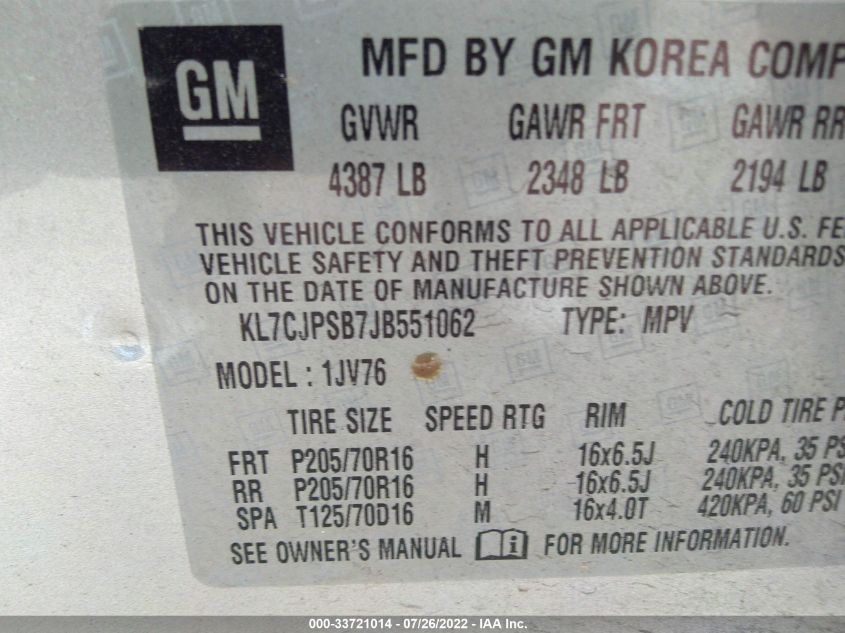 GM
MFD BY GM KOREA COMP
GVWR GAWR FRT GAWR RR
4387 LB 2348 LB 2194 LB
THIS VEHICLE CONFORMS TO ALL APPLICABLE U.S. FE
VEHICLE SAFETY AND THEFT PREVENTION STANDARDS
ON THE DATE OF MANUFACTURE SHOWN ABOVE.
KL7CJPSB7JB551062 TYPE: MPV
MODEL : 1JV76
TIRE SIZE SPEED RTG RIM COLD TIRE P
FRT P205/70R16 H 16x6.5J 240KPA, 35 PS
RR P205/70R16 H 16x6.5J 240KPA, 35 PSI
SPA T125/70D16 M 16x4.0T 420KPA, 60 PSI
SEE OWNER'S MANUAL i FOR MORE INFORMATION.
000-33721014 - 07/26/2022 - IAA Inc.